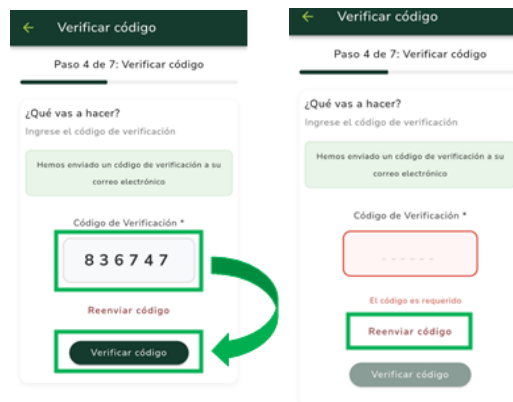 Verificar código
Paso 4 de 7: Verificar código
¿Qué vas a hacer?
Ingrese el código de verificación
Hemos enviado un código de verificación a su
correo electrónico
Código de Verificación *
836747
Reenviar código
Verificar código
Verificar código
Paso 4 de 7: Verificar código
¿Qué vas a hacer?
Ingrese el código de verificación
Hemos enviado un código de verificación a su
correo electrónico
Código de Verificación *
------
El código es requerido
Reenviar código
Verificar código